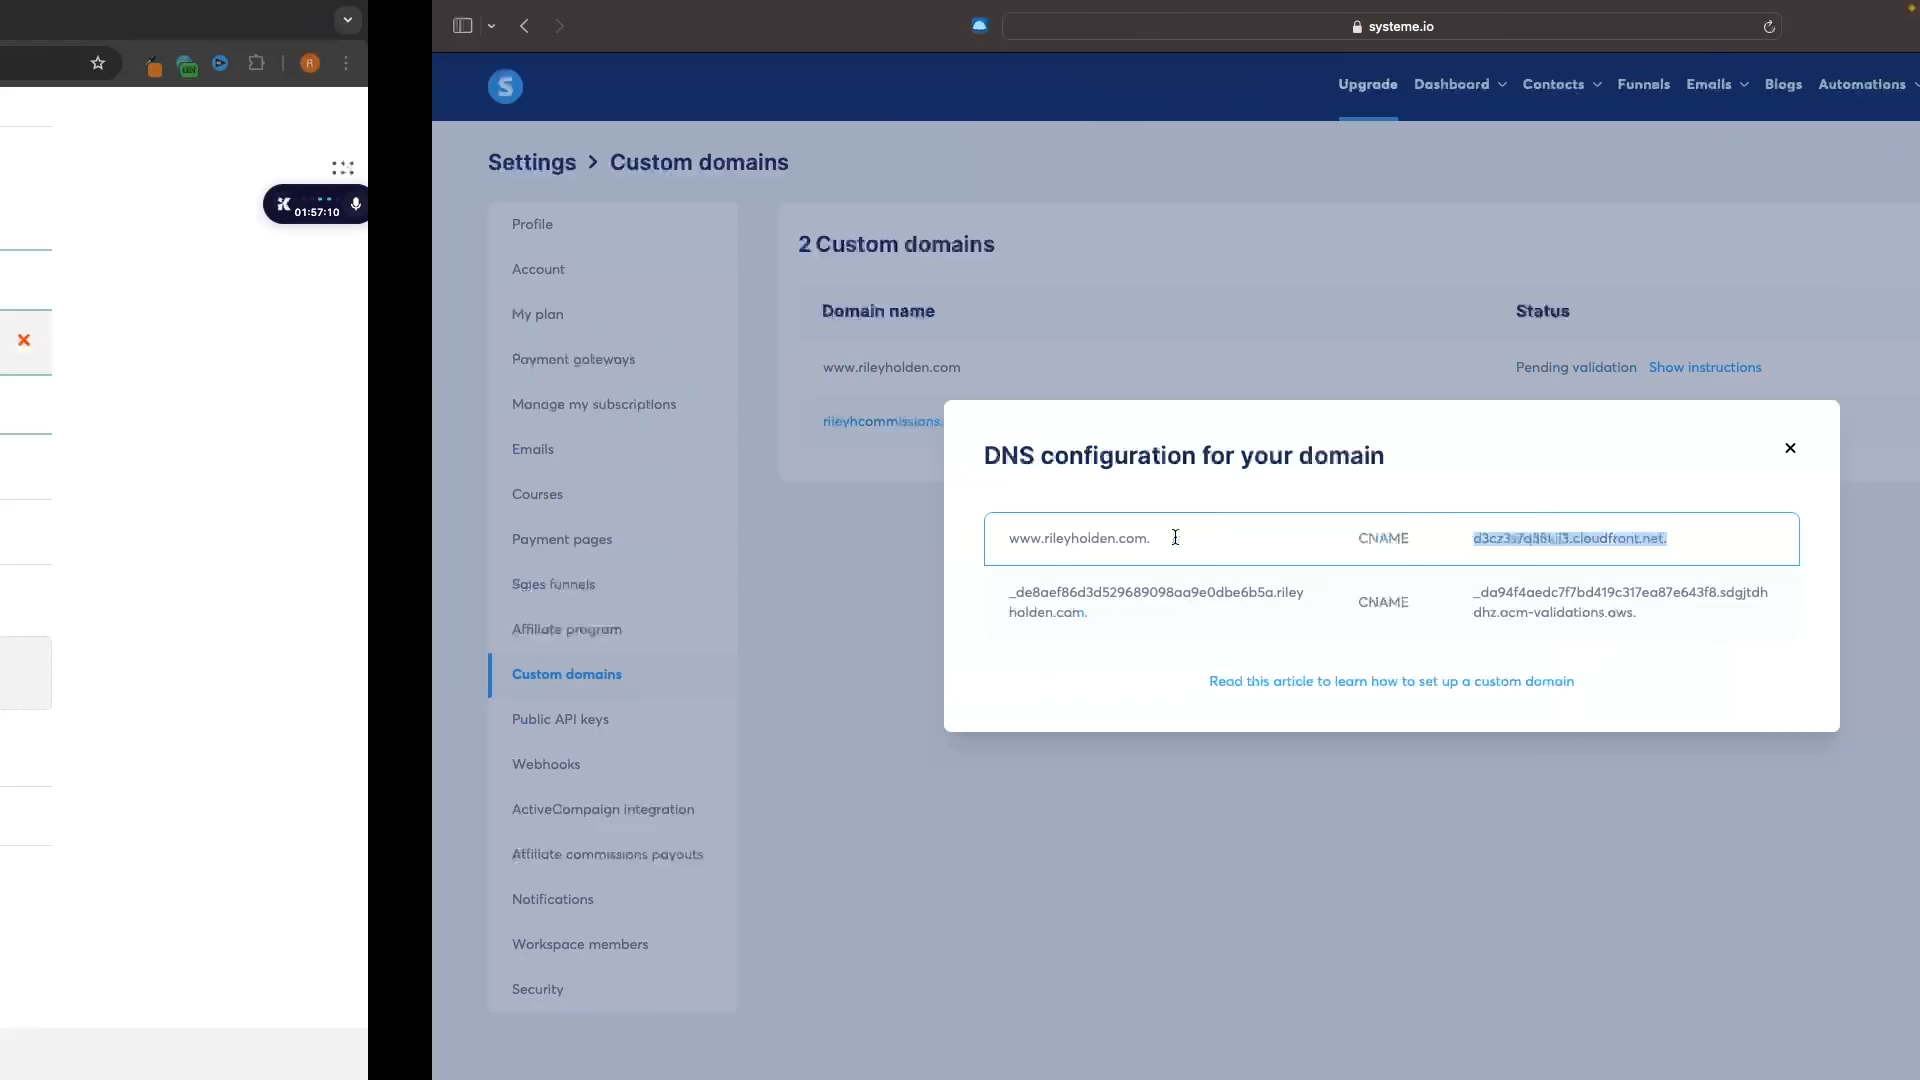 systeme.io
Upgrade Dashboard Contacts Funnels Emails Blogs Automations
Settings > Custom domains
01:57:10
Profile
Account
My plan
Payment gateways
Manage my subscriptions
Emails
Courses
Payment pages
Sales funnels
Affiliate program
Custom domains
Public API keys
Webhooks
ActiveCampaign integration
Affiliate commissions payouts
Notifications
Workspace members
Security
2 Custom domains
Domain name Status
www.rileyholden.com Pending validation Show instructions
rileyhcommissions.
DNS configuration for your domain
www.rileyholden.com. CNAME
_de8aef86d3d529689098aa9e0dbe6b5a.riley
holden.com.
CNAME
_da94f4aedc7f7bd419c317ea87e643f8.sdgjtdh
dhz.acm-validations.aws.
Read this article to learn how to set up a custom domain